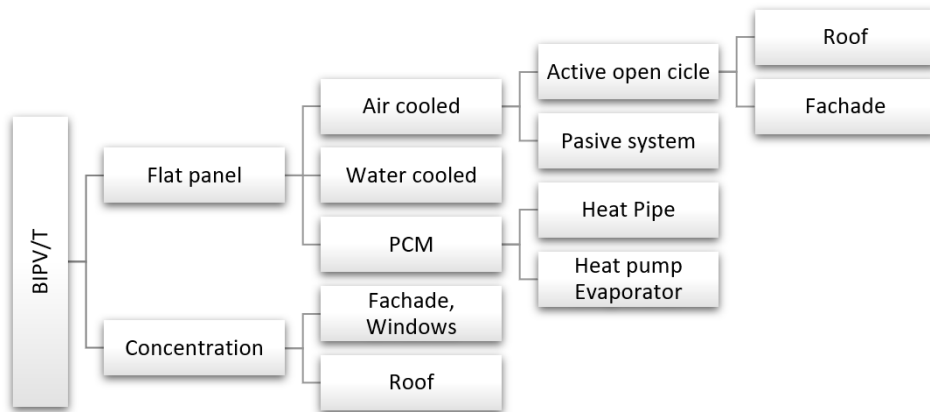 BIPV/T
Flat panel
Concentration
Air cooled
Water cooled
PCM
Fachade,
Windows
Roof
Active open cicle
Pasive system
Heat Pipe
Heat pump
Evaporator
Roof
Fachade